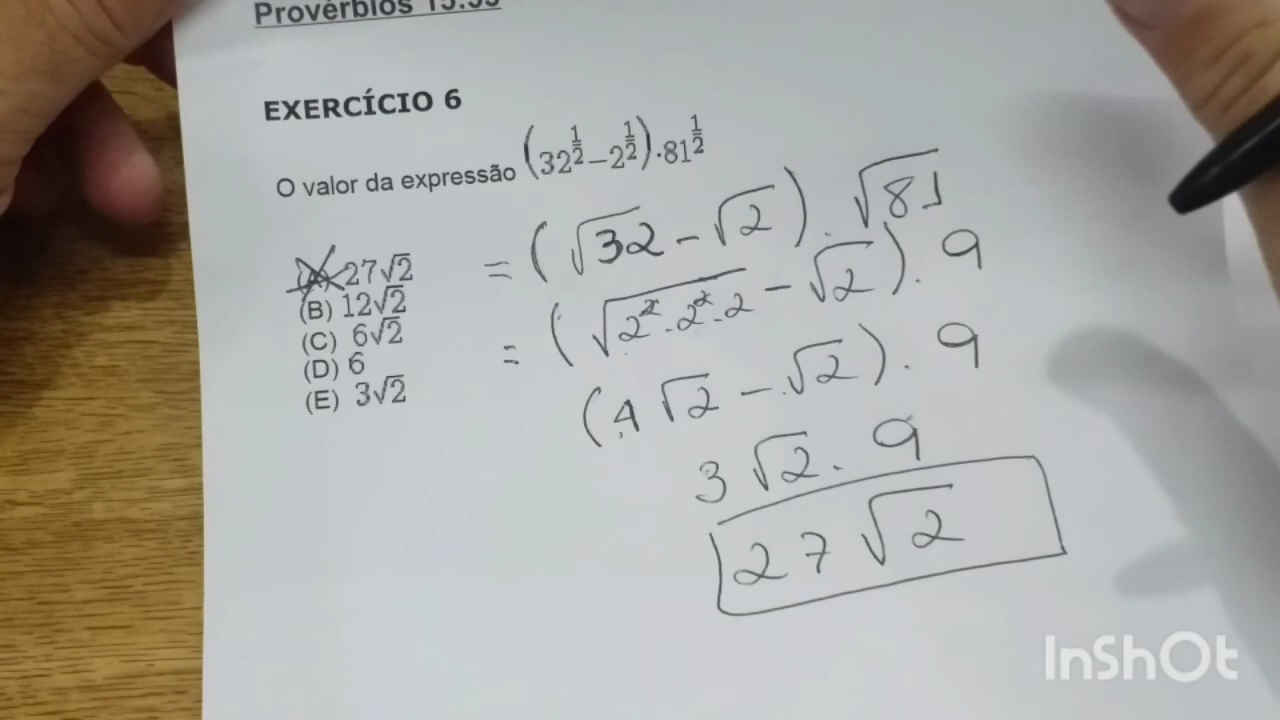 Provérbios 15:33
EXERCÍCIO 6
O valor da expressão (32^{1/2}−2^{1/2})·81^{1/2}
(A) 27√2
(B) 12√2
(C) 6√2
(D) 6
(E) 3√2
= (√32 − √2) . √81
= (√2² . 2² . 2 − √2) . 9
(4√2 − √2) . 9
3√2 . 9
27√2
InShOt